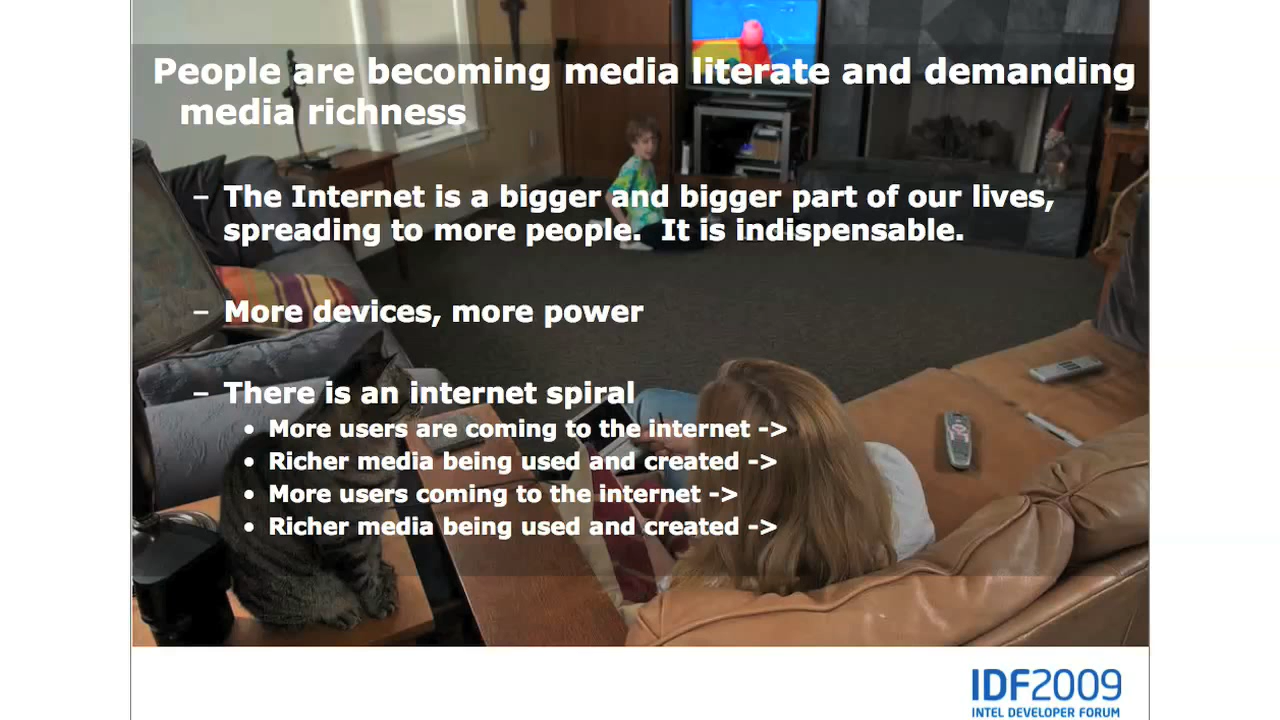 People are becoming media literate and demanding
media richness
– The Internet is a bigger and bigger part of our lives,
spreading to more people.  It is indispensable.
– More devices, more power
– There is an internet spiral
• More users are coming to the internet ->
• Richer media being used and created ->
• More users coming to the internet ->
• Richer media being used and created ->
IDF2009
INTEL DEVELOPER FORUM